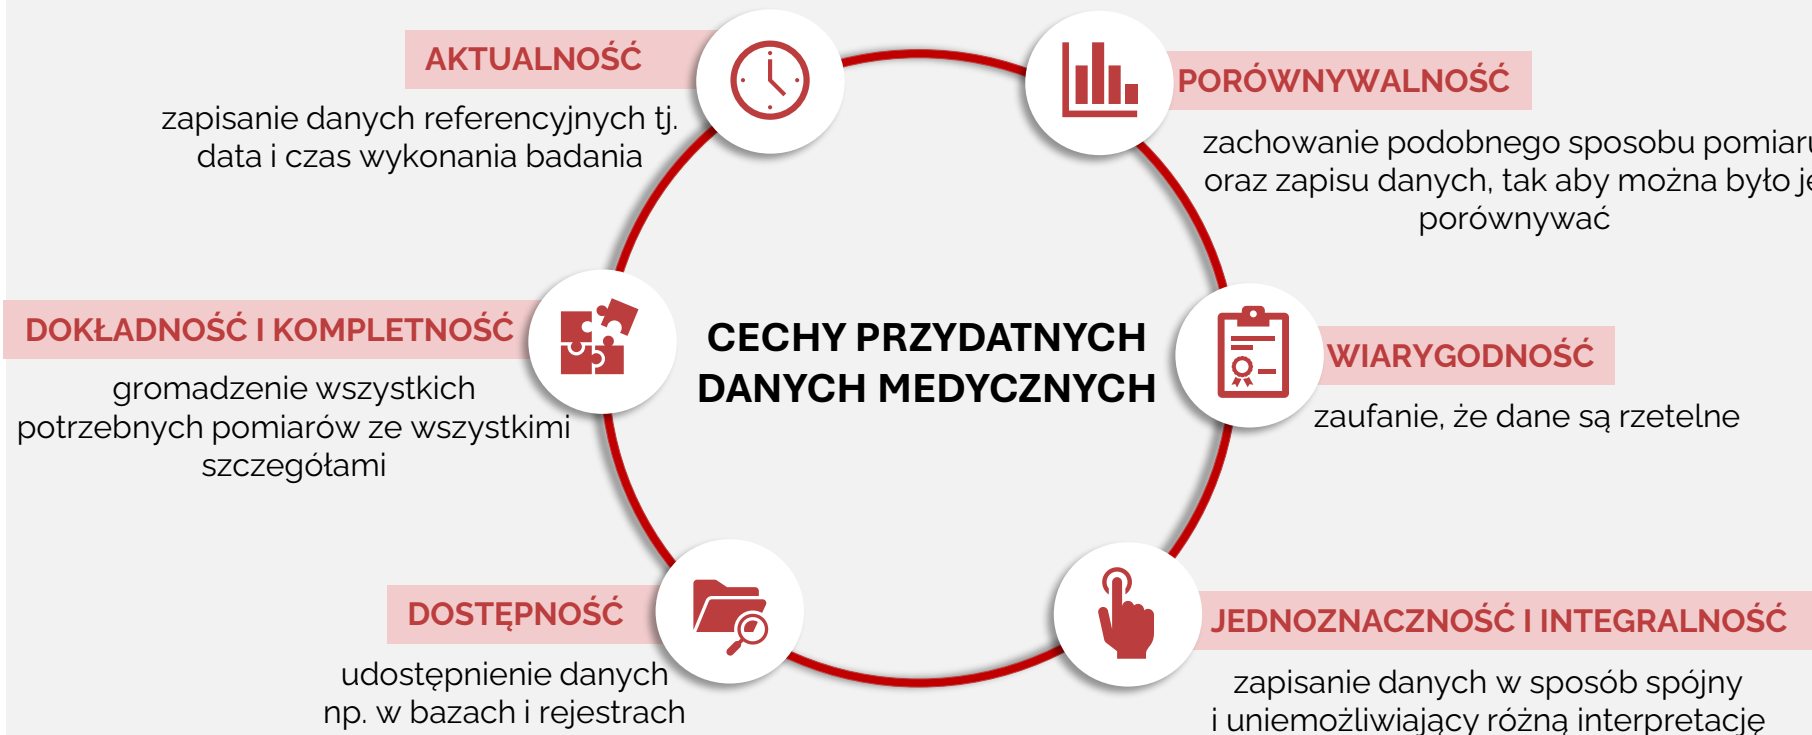 AKTUALNOŚĆ
zapisanie danych referencyjnych tj.
data i czas wykonania badania
PORÓWNYWALNOŚĆ
zachowanie podobnego sposobu pomiaru
oraz zapisu danych, tak aby można było je
porównywać
DOKŁADNOŚĆ I KOMPLETNOŚĆ
gromadzenie wszystkich
potrzebnych pomiarów ze wszystkimi
szczegółami
CECHY PRZYDATNYCH
DANYCH MEDYCZNYCH
WIARYGODNOŚĆ
zaufanie, że dane są rzetelne
DOSTĘPNOŚĆ
udostępnienie danych
np. w bazach i rejestrach
JEDNOZNACZNOŚĆ I INTEGRALNOŚĆ
zapisanie danych w sposób spójny
i uniemożliwiający różną interpretację